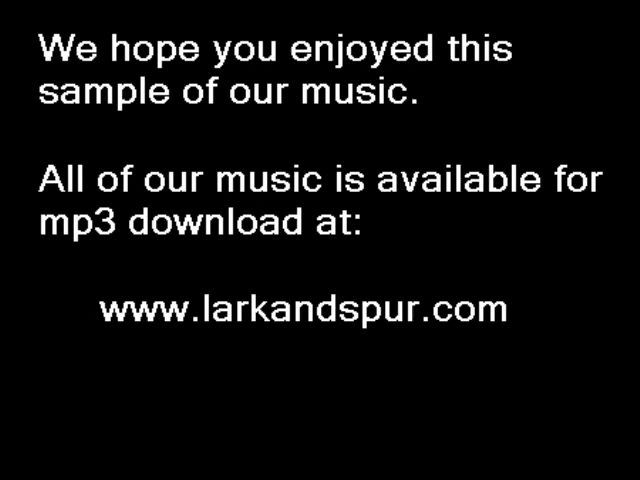 We hope you enjoyed this
sample of our music.
All of our music is available for
mp3 download at:
www.larkandspur.com